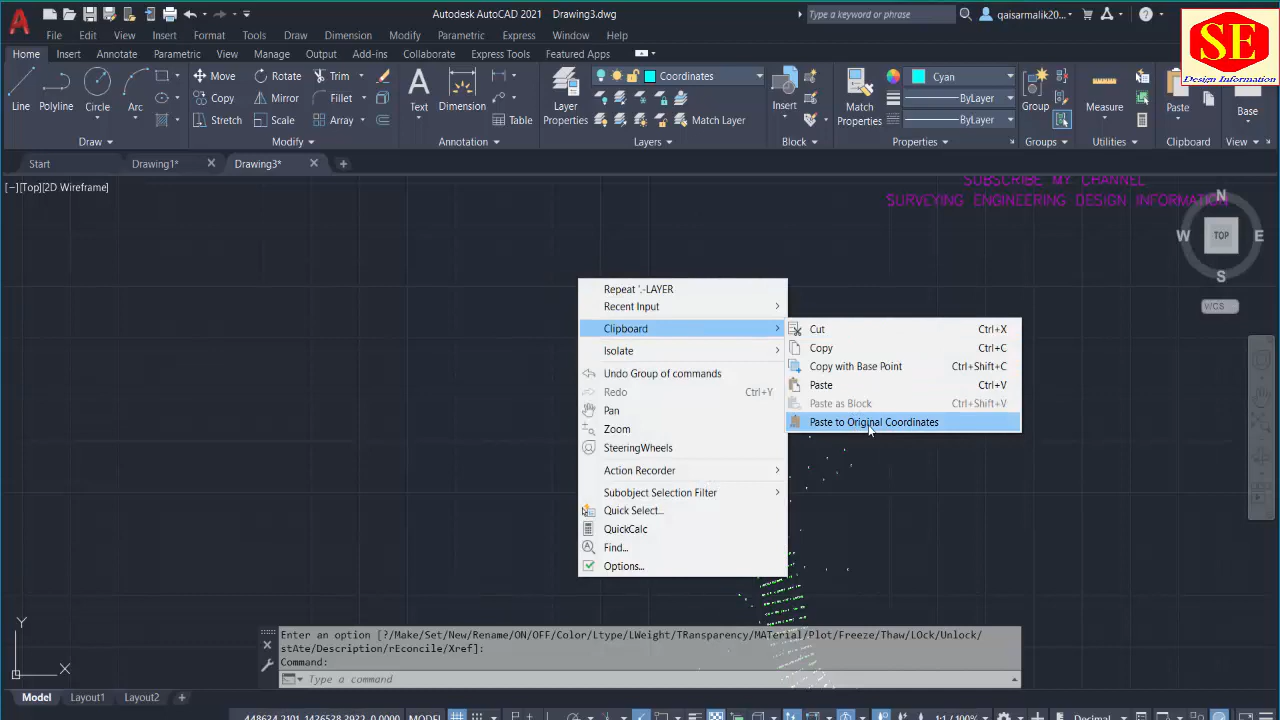 Autodesk AutoCAD 2021 Drawing3.dwg
Type a keyword or phrase
qaisarmalik20...
SE
Design Information
File Edit View Insert Format Tools Draw Dimension Modify Parametric Express Window Help
Home Insert Annotate Parametric View Manage Output Add-ins Collaborate Express Tools Featured Apps
Line Polyline Circle Arc
Move Rotate Trim
Copy Mirror Fillet
Stretch Scale Array
Text Dimension Table
Layer Properties
Coordinates
Match Layer
Insert
Match Properties
Cyan
ByLayer
ByLayer
Group
Measure
Paste
Base
Draw Modify Annotation Layers Block Properties Groups Utilities Clipboard View
Start Drawing1* Drawing3*
[−][Top][2D Wireframe]
SUBSCRIBE MY CHANNEL
SURVEYING ENGINEERING DESIGN INFORMATION
N
W TOP E
S
WCS
Repeat '.-LAYER
Recent Input
Clipboard
Isolate
Undo Group of commands
Redo Ctrl+Y
Pan
Zoom
SteeringWheels
Action Recorder
Subobject Selection Filter
Quick Select...
QuickCalc
Find...
Options...
Cut Ctrl+X
Copy Ctrl+C
Copy with Base Point Ctrl+Shift+C
Paste Ctrl+V
Paste as Block Ctrl+Shift+V
Paste to Original Coordinates
Enter an option [?/Make/Set/New/Rename/ON/OFF/Color/Ltype/LWeight/TRansparency/MATerial/Plot/Freeze/Thaw/LOck/Unlock/
stAte/Description/rEconcile/Xref]:
Command:
Type a command
Y
X
Model Layout1 Layout2
MODEL 1:1 / 100% Decimal